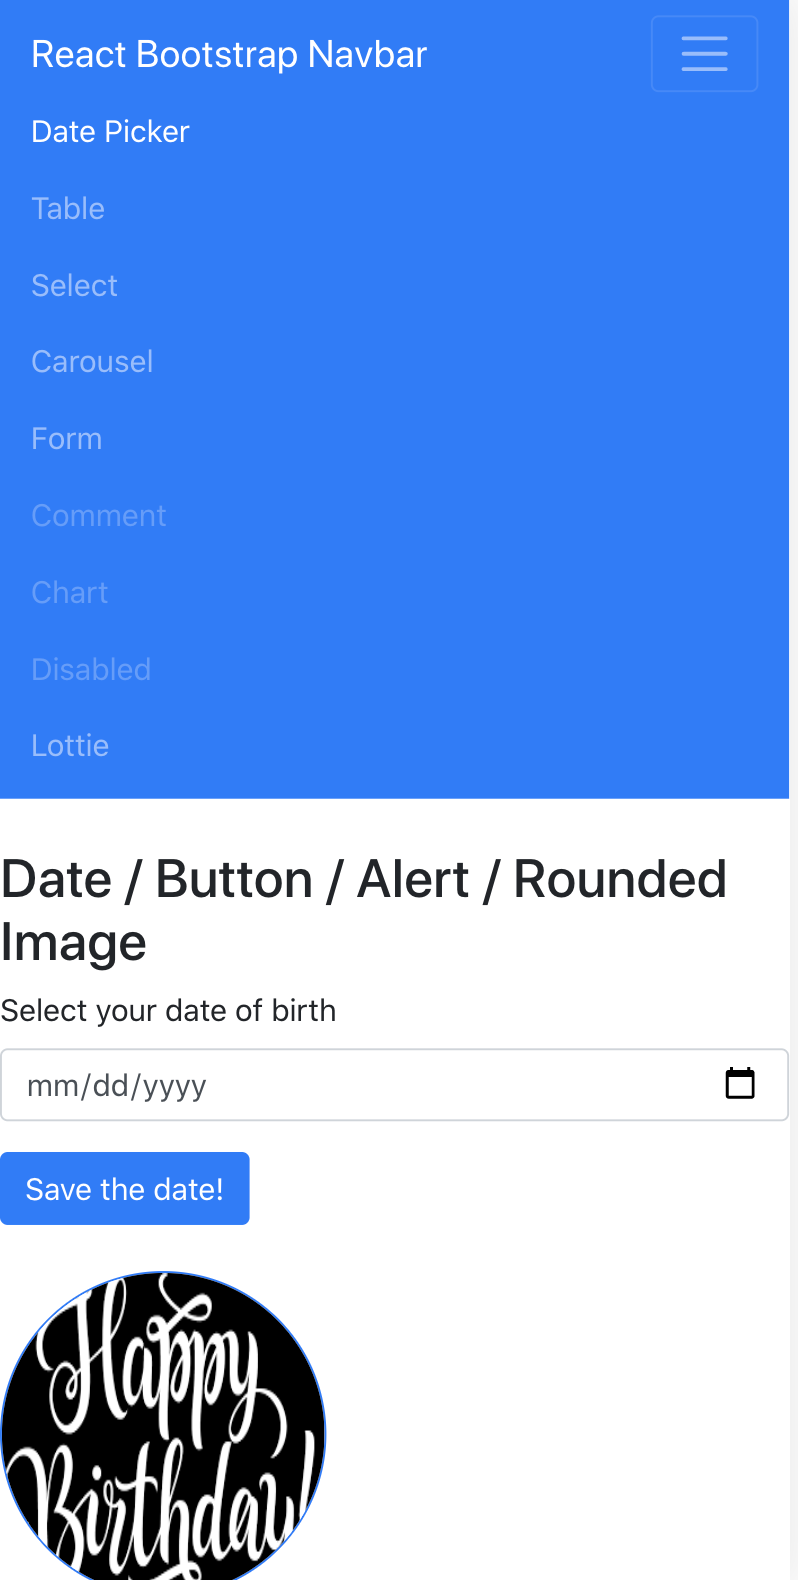 React Bootstrap Navbar
Date Picker
Table
Select
Carousel
Form
Comment
Chart
Disabled
Lottie
Date / Button / Alert / Rounded
Image
Select your date of birth
mm/dd/yyyy
Save the date!
Happy
Birthday!